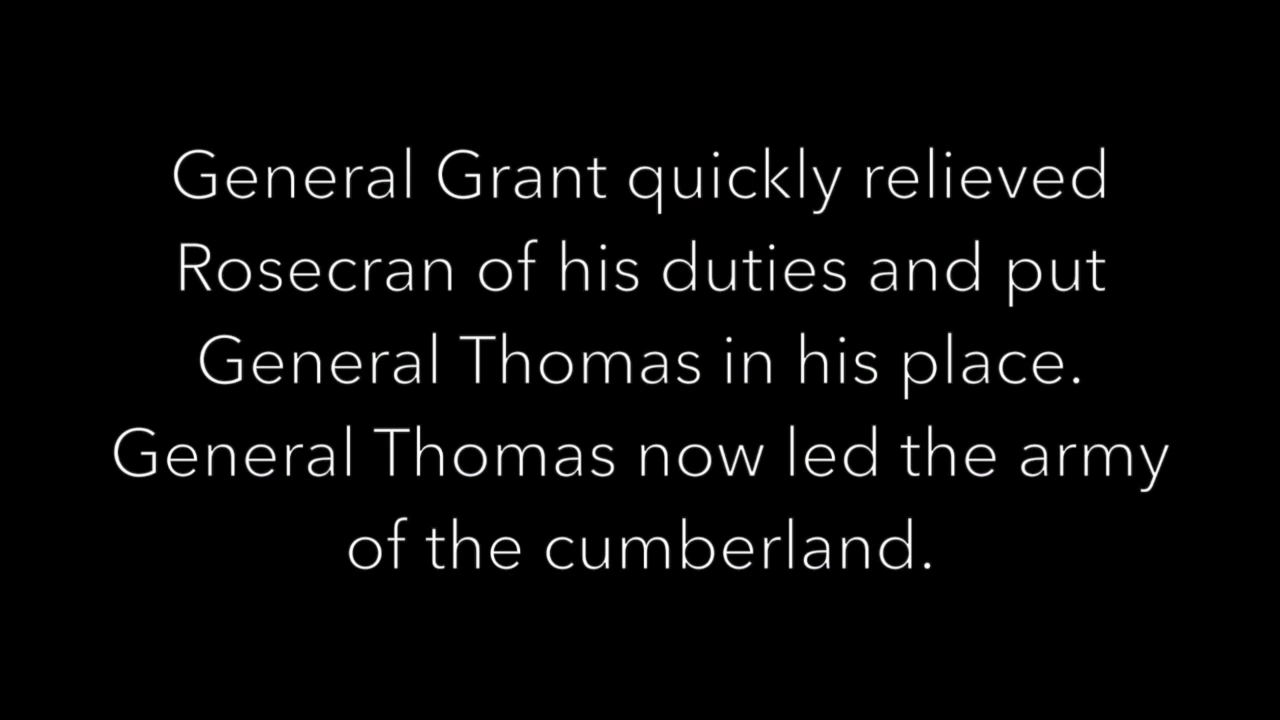 General Grant quickly relieved
Rosecran of his duties and put
General Thomas in his place.
General Thomas now led the army
of the cumberland.